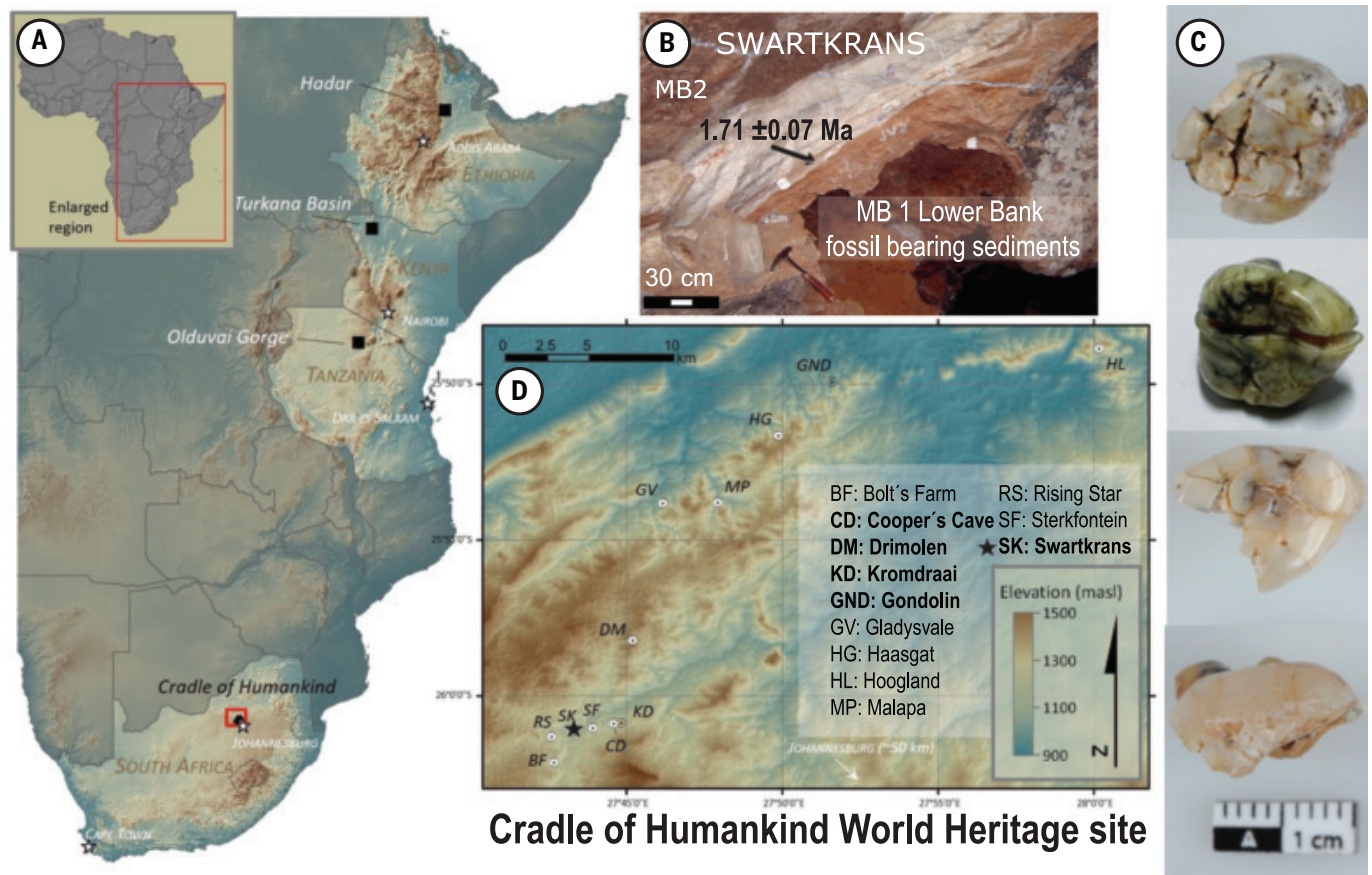 A
Enlarged
region
Hadar
ADDIS ABABA
ETHIOPIA
Turkana Basin
KENYA
NAIROBI
Olduvai Gorge
TANZANIA
DAR ES SALAAM
Cradle of Humankind
JOHANNESBURG
SOUTH AFRICA
CAPE TOWN
B
SWARTKRANS
MB2
1.71 ±0.07 Ma
MB 1 Lower Bank
fossil bearing sediments
30 cm
C
1 cm
D
0 2.5 5 10
km
GND
HL
HG
GV
MP
DM
RS
SK
SF
KD
CD
BF
26°0'0"S
BF: Bolt´s Farm
CD: Cooper´s Cave
DM: Drimolen
KD: Kromdraai
GND: Gondolin
GV: Gladysvale
HG: Haasgat
HL: Hoogland
MP: Malapa
RS: Rising Star
SF: Sterkfontein
SK: Swartkrans
Elevation (masl)
1500
1300
1100
900
N
JOHANNESBURG (~50 km)
27°45'0"E 27°50'0"E 27°55'0"E 28°0'0"E
Cradle of Humankind World Heritage site